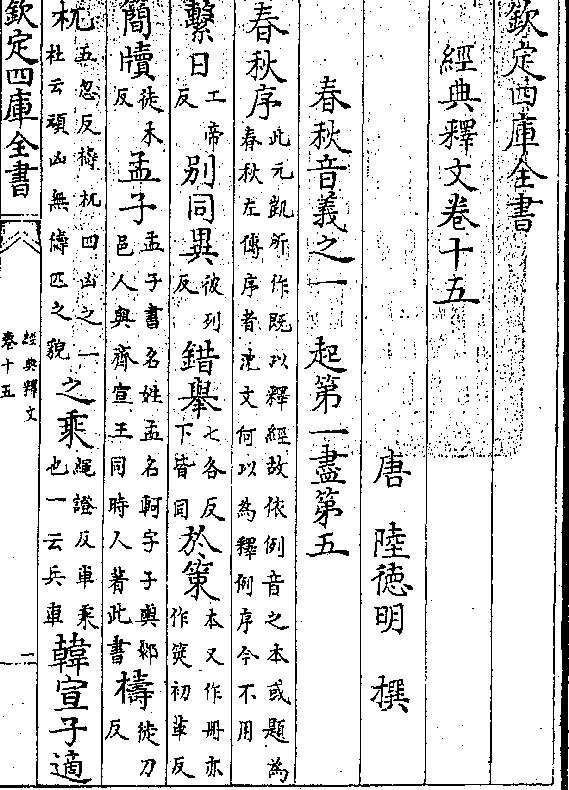 欽定四庫全書
經典釋文卷十五
唐　陸德明　撰
春秋音義之一　起第一盡第五
春秋序此元凱所作既以釋經故依例音之本或題為春秋左傳序者沈文何以為釋例序今不用
繫日工帝反別同異彼列反錯舉七各反下皆同於策本又作冊亦作筴初革反
簡牘徒木反孟子孟子書名姓孟名軻字子輿鄒邑人與齊宣王同時人著此書檮徒刀反
杌五忽反檮杌四凶之一杜云頑凶無儔匹之貌之乘繩證反車乘也一云兵車韓宣子適
欽定四庫全書
經典釋文
卷十五